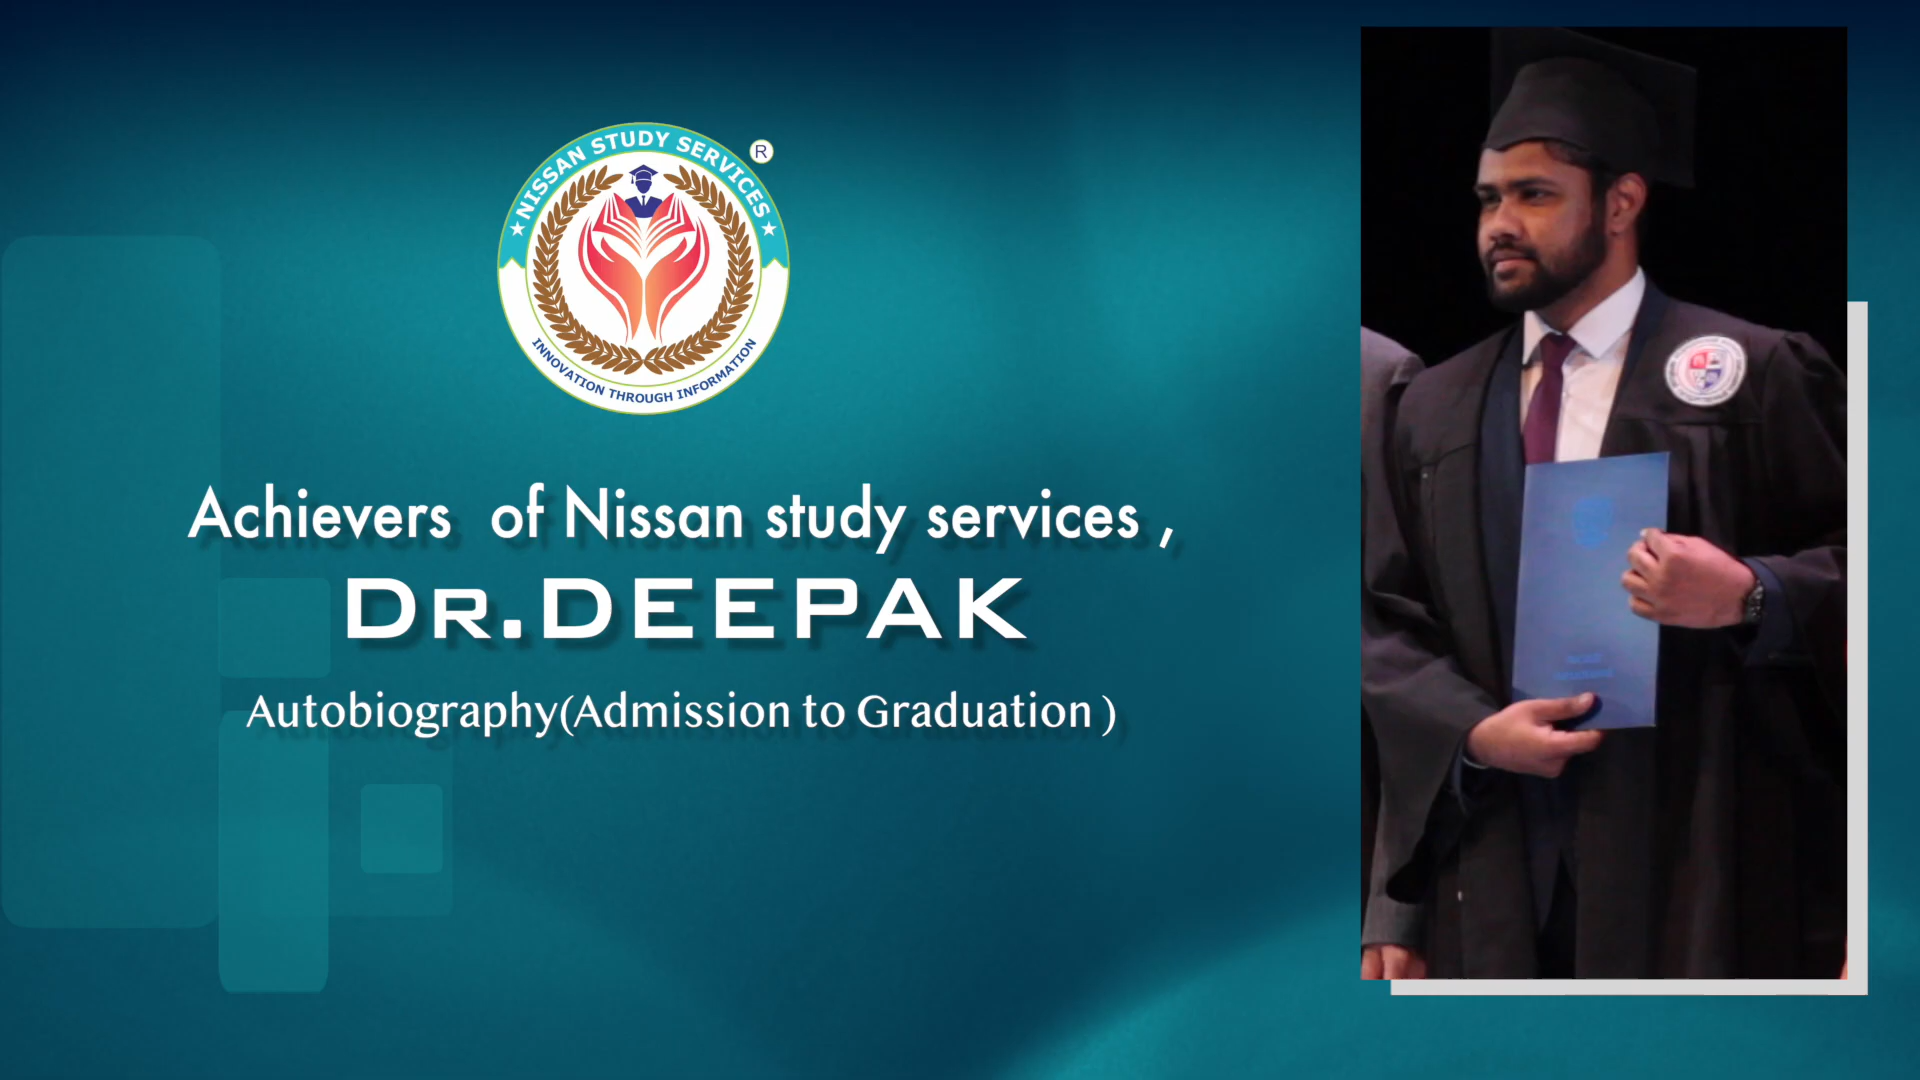 NISSAN STUDY SERVICES
R
INNOVATION THROUGH INFORMATION
Achievers of Nissan study services ,
DR.DEEPAK
Autobiography(Admission to Graduation )